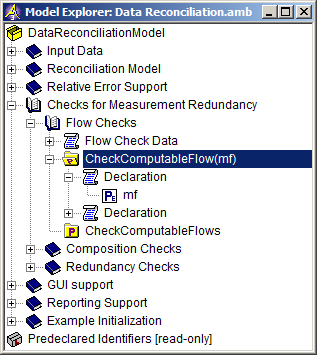 Model Explorer: Data Reconciliation.amb
DataReconciliationModel
Input Data
Reconciliation Model
Relative Error Support
Checks for Measurement Redundancy
Flow Checks
Flow Check Data
CheckComputableFlow(mf)
Declaration
PE mf
Declaration
P CheckComputableFlows
Composition Checks
Redundancy Checks
GUI support
Reporting Support
Example Initialization
Predeclared Identifiers [read-only]